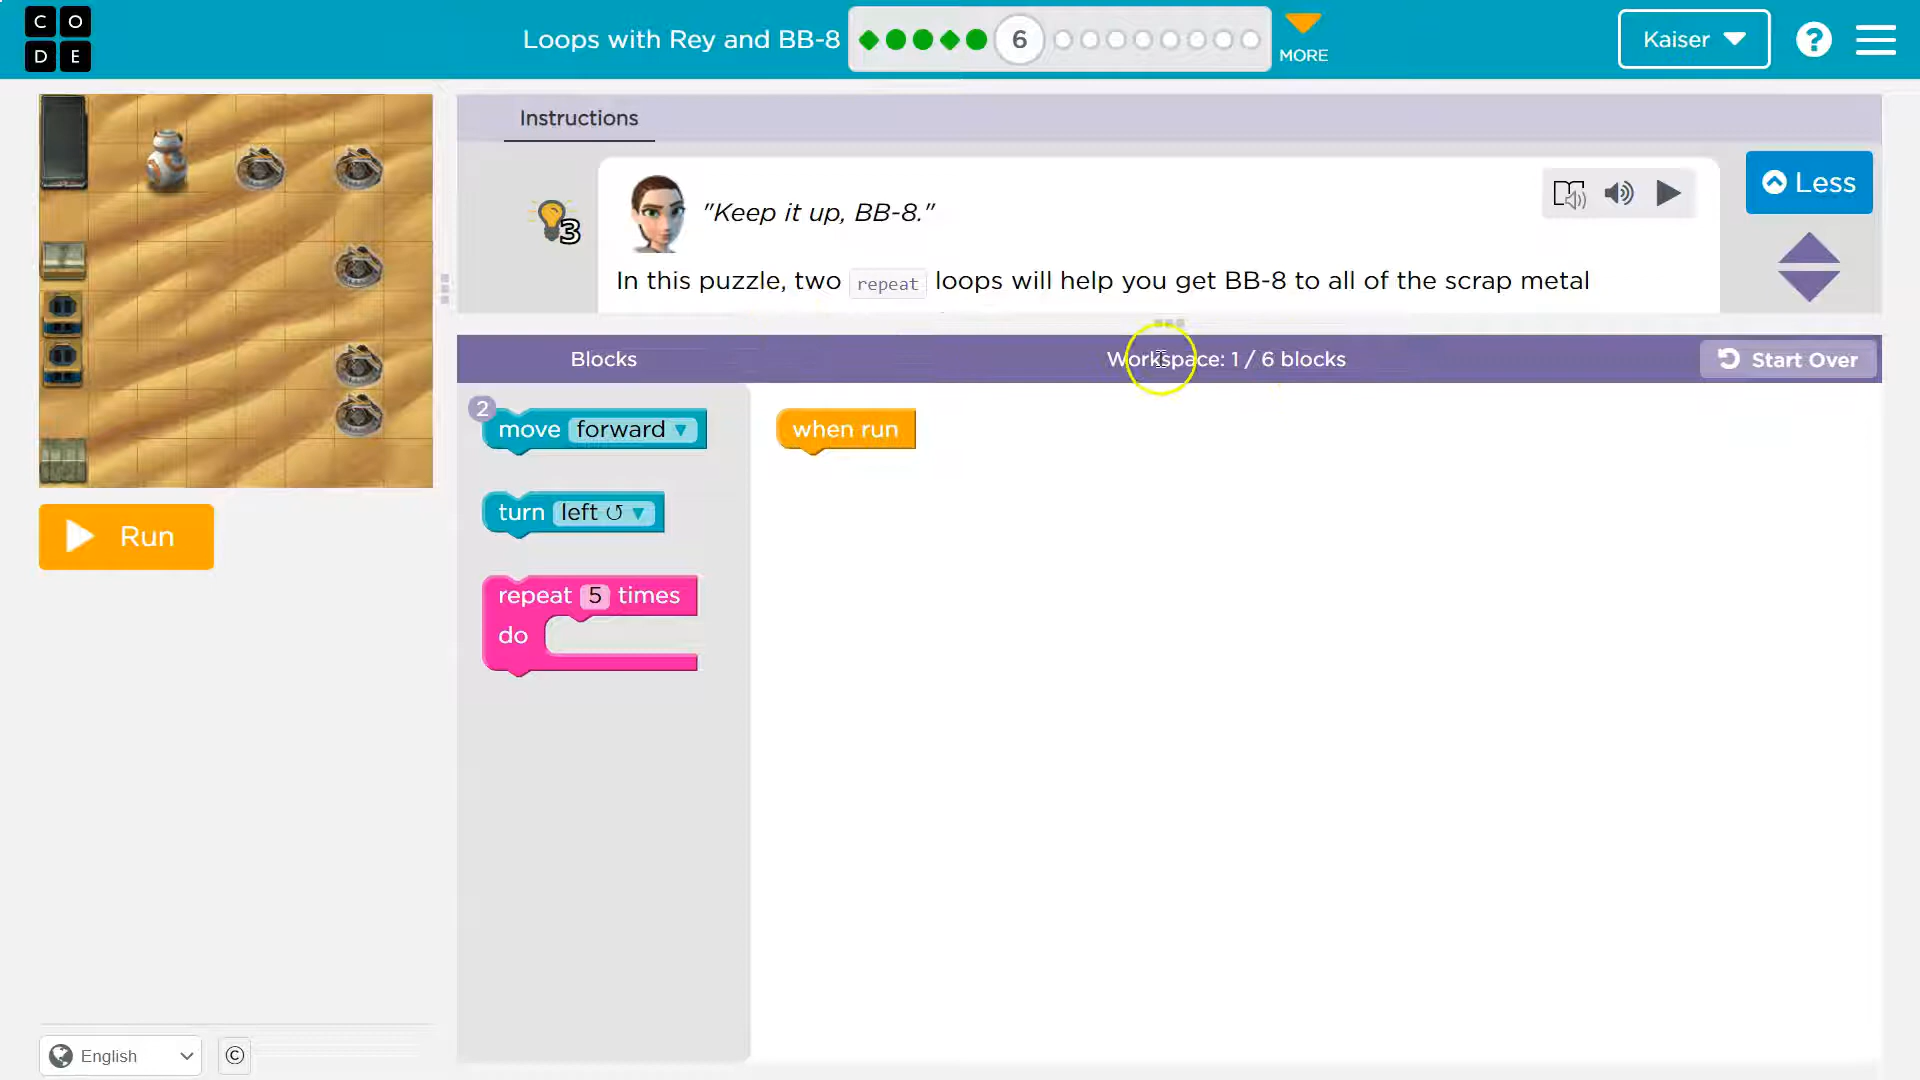 C O
D E
Loops with Rey and BB-8
6
MORE
Kaiser
?
Instructions
3
"Keep it up, BB-8."
In this puzzle, two repeat loops will help you get BB-8 to all of the scrap metal
Less
Blocks
Workspace: 1 / 6 blocks
Start Over
2
move forward ▼
when run
turn left ↺ ▼
Run
repeat 5 times
do
English
©